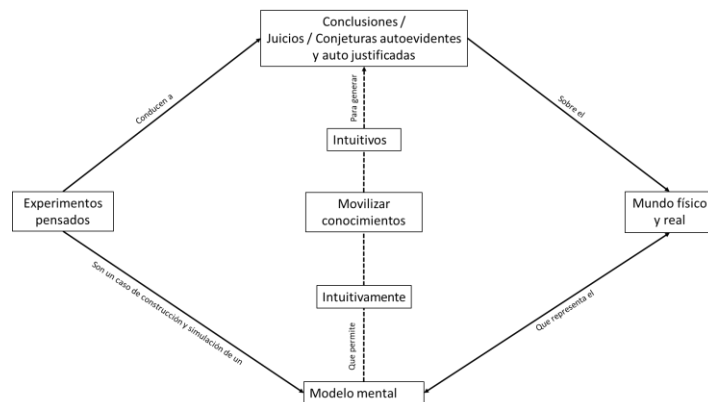 Conclusiones /
Juicios / Conjeturas autoevidentes
y auto justificadas
Conducen a
Para generar
Sobre el
Intuitivos
Experimentos
pensados
Movilizar
conocimientos
Mundo físico
y real
Intuitivamente
Son un caso de construcción y simulación de un
Que permite
Que representa el
Modelo mental